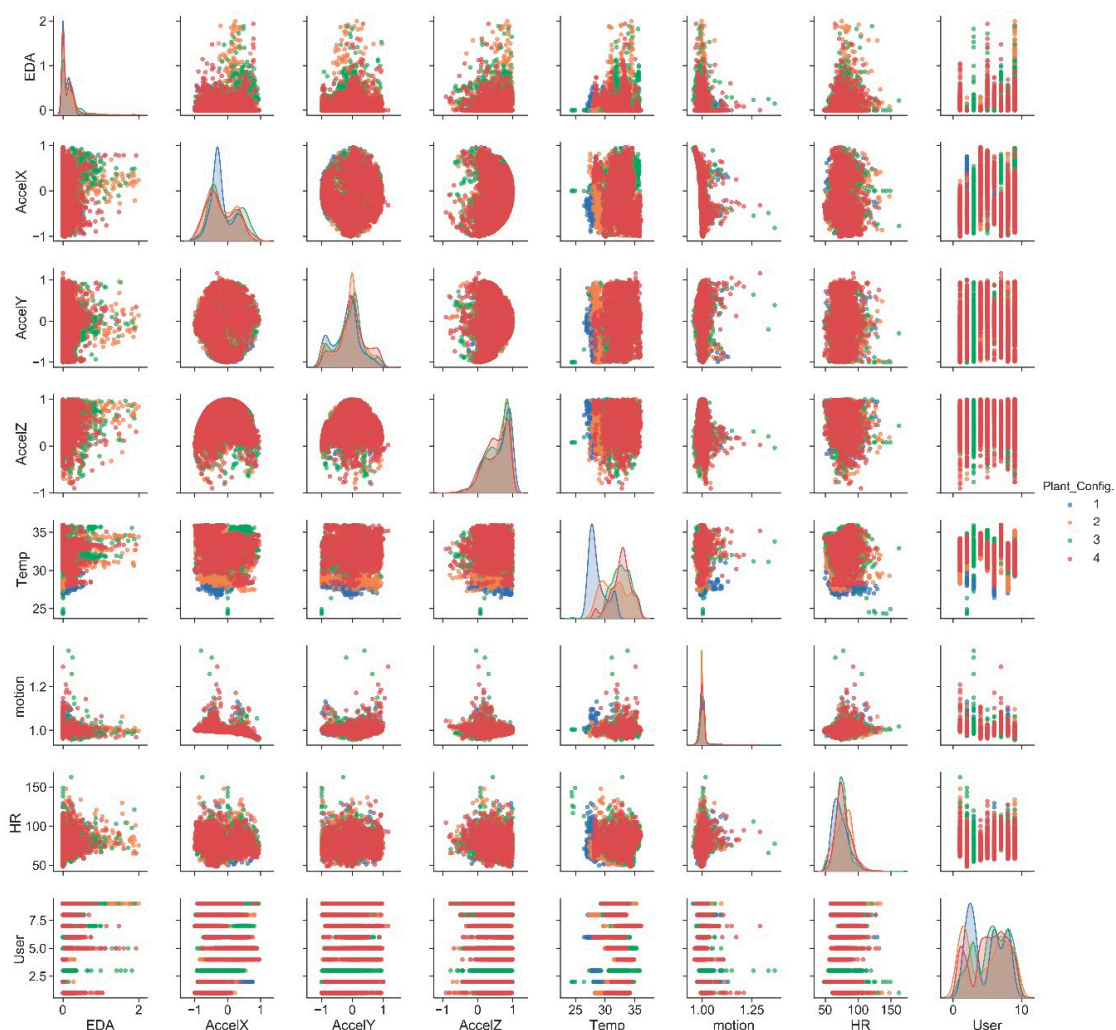 EDA
2
1
0
AccelX
1
0
−1
AccelY
1
0
−1
AccelZ
1
0
−1
Temp
35
30
25
motion
1.2
1.0
HR
150
100
50
User
7.5
5.0
2.5
0 1 2
−1 0 1
−1 0 1
−1 0 1
25 30 35
1.00 1.25
50 100 150
0 5 10
EDA AccelX AccelY AccelZ Temp motion HR User
Plant_Config.
1
2
3
4